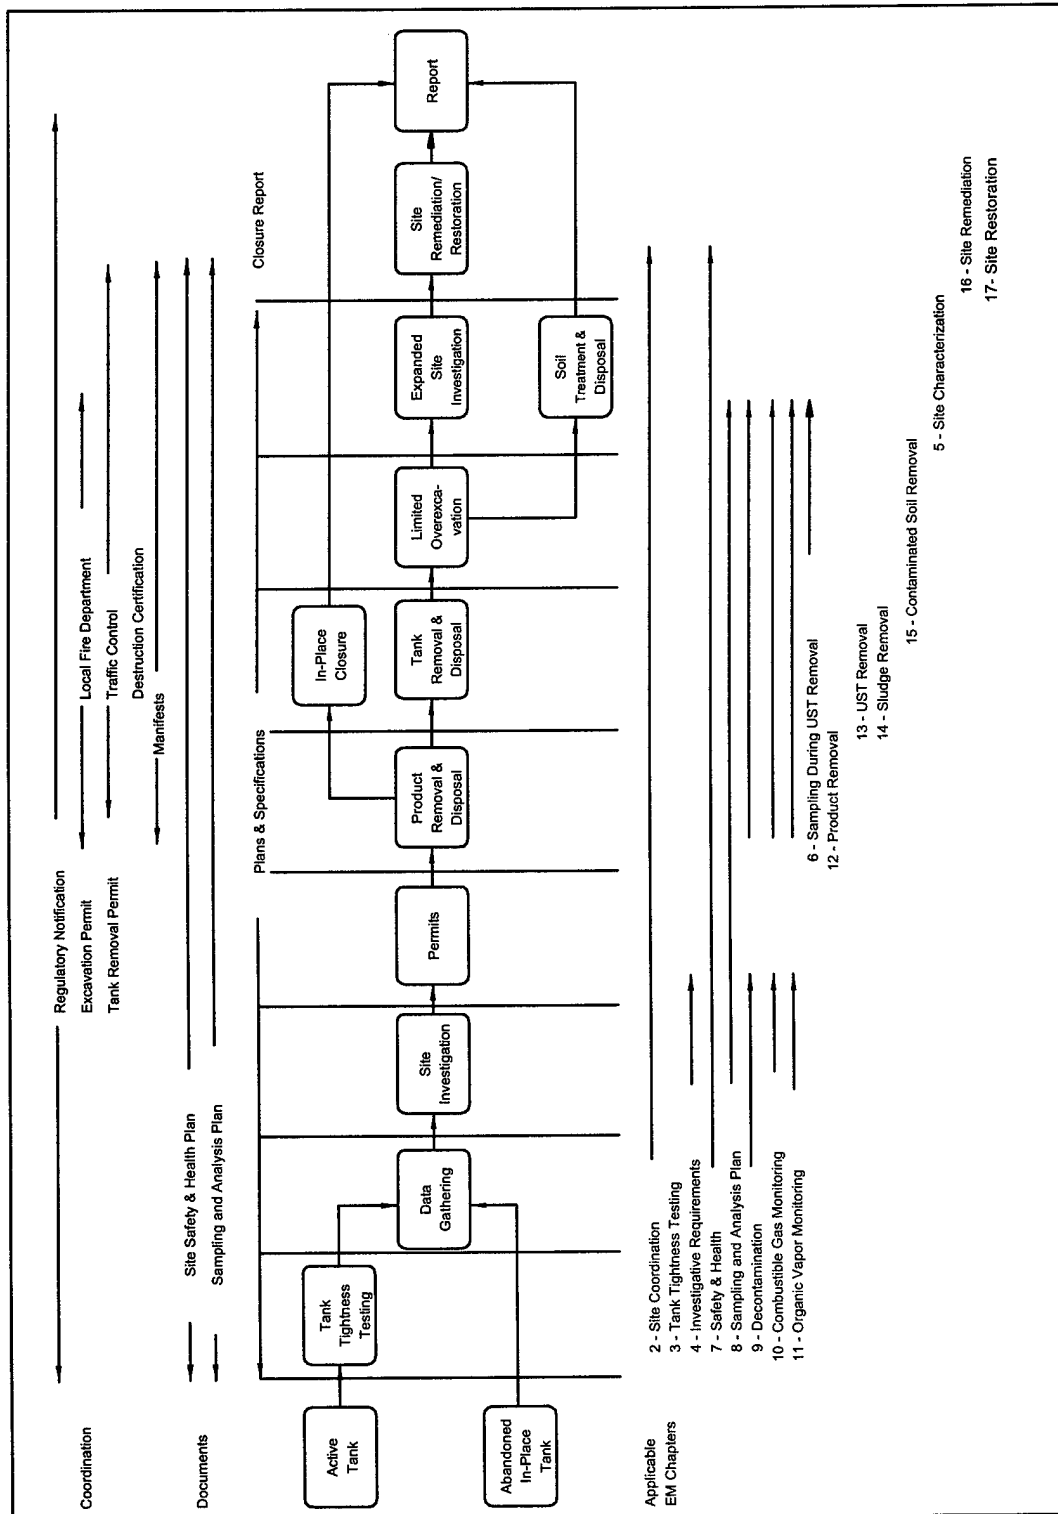 Coordination
Regulatory Notification
Excavation Permit
Local Fire Department
Tank Removal Permit
Traffic Control
Destruction Certification
Manifests
Documents
Site Safety & Health Plan
Sampling and Analysis Plan
Plans & Specifications
Closure Report
Active
Tank
Tank
Tightness
Testing
Abandoned
In-Place
Tank
Data
Gathering
Site
Investigation
Permits
Product
Removal &
Disposal
In-Place
Closure
Tank
Removal &
Disposal
Limited
Overexca-
vation
Expanded
Site
Investigation
Soil
Treatment &
Disposal
Site
Remediation/
Restoration
Report
Applicable
EM Chapters
2 - Site Coordination
3 - Tank Tightness Testing
4 - Investigative Requirements
7 - Safety & Health
8 - Sampling and Analysis Plan
9 - Decontamination
10 - Combustible Gas Monitoring
11 - Organic Vapor Monitoring
6 - Sampling During UST Removal
12 - Product Removal
13 - UST Removal
14 - Sludge Removal
15 - Contaminated Soil Removal
5 - Site Characterization
16 - Site Remediation
17- Site Restoration